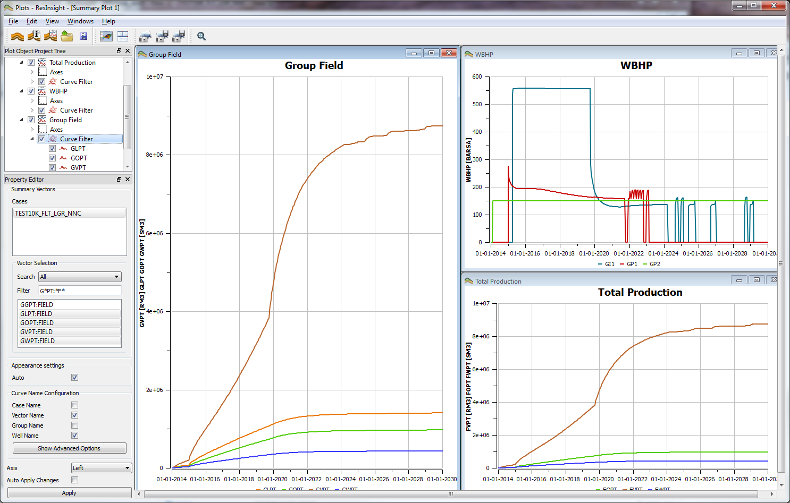 Plots - ResInsight - [Summary Plot 1]
File Edit View Windows Help
Plot Object Project Tree
Total Production
Axes
Curve Filter
WBHP
Axes
Curve Filter
Group Field
Axes
Curve Filter
GLPT
GOPT
GVPT
Property Editor
Summary Vectors
Cases
TEST10K_FLT_LGR_NNC
Vector Selection
Search All
Filter G*PT:*F*
GGPT:FIELD
GLPT:FIELD
GOPT:FIELD
GVPT:FIELD
GWPT:FIELD
Appearance settings
Auto
Curve Name Configuration
Case Name
Vector Name
Group Name
Well Name
Show Advanced Options
Axis Left
Auto Apply Changes
Apply
Group Field
Group Field
GVPT [RM3] GLPT GOPT GWPT [SM3]
1e+07
8e+06
6e+06
4e+06
2e+06
0
01-01-2014 01-01-2016 01-01-2018 01-01-2020 01-01-2022 01-01-2024 01-01-2026 01-01-2028 01-01-2030
WBHP
WBHP
WBHP [BARSA]
600
500
400
300
200
100
0
01-01-2014 01-01-2016 01-01-2018 01-01-2020 01-01-2022 01-01-2024 01-01-2026 01-01-2028 01-01-2030
GI1 GP1 GP2
Total Production
Total Production
FVPT [RM3] FOPT FWPT [SM3]
1e+07
8e+06
6e+06
4e+06
2e+06
0
01-01-2014 01-01-2016 01-01-2018 01-01-2020 01-01-2022 01-01-2024 01-01-2026 01-01-2028 01-01-2030